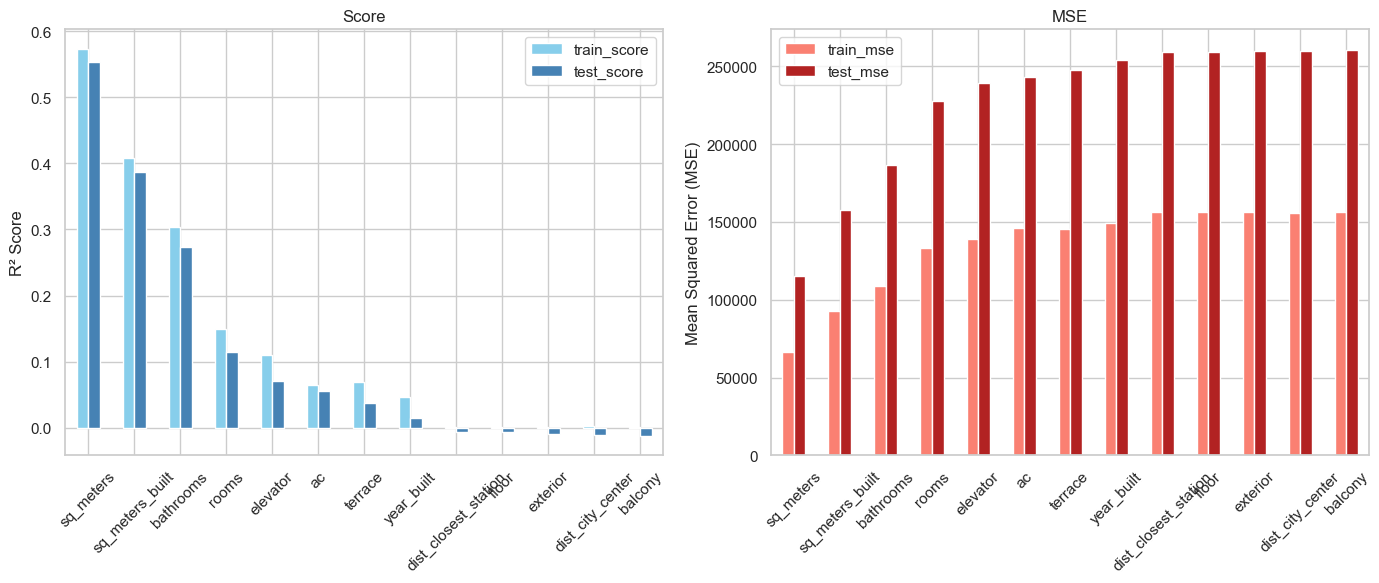 Score
train_score
test_score
R² Score
0.6
0.5
0.4
0.3
0.2
0.1
0.0
sq_meters
sq_meters_built
bathrooms
rooms
elevator
ac
terrace
year_built
dist_closest_station
floor
exterior
dist_city_center
balcony
MSE
train_mse
test_mse
Mean Squared Error (MSE)
250000
200000
150000
100000
50000
0
sq_meters
sq_meters_built
bathrooms
rooms
elevator
ac
terrace
year_built
dist_closest_station
floor
exterior
dist_city_center
balcony